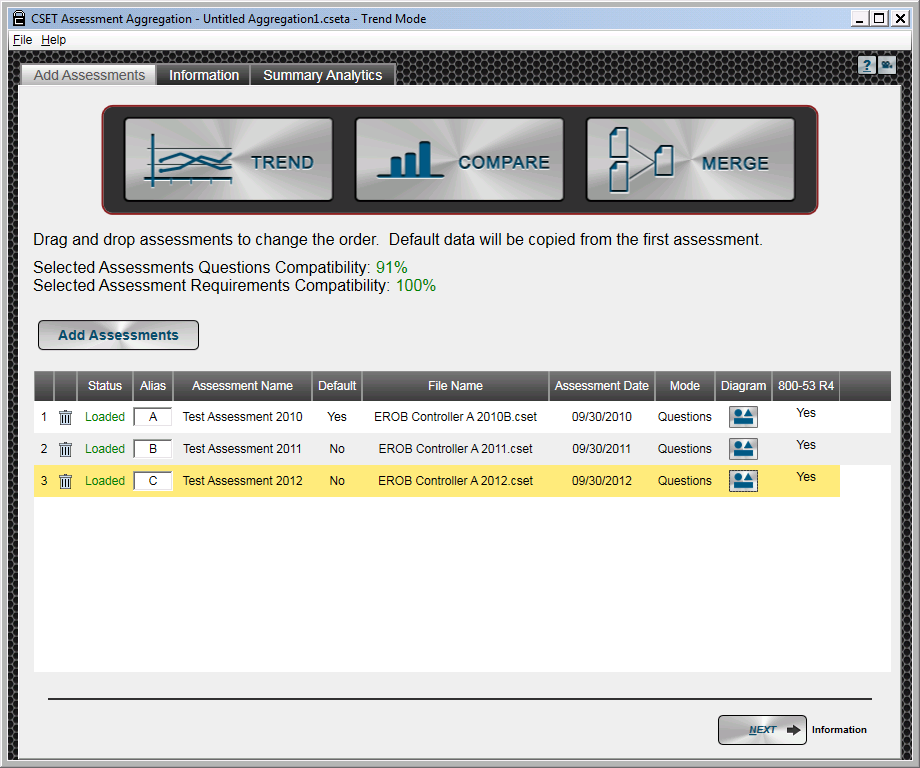 CSET Assessment Aggregation - Untitled Aggregation1.cseta - Trend Mode
File Help
Add Assessments Information Summary Analytics ?
TREND COMPARE MERGE
Drag and drop assessments to change the order. Default data will be copied from the first assessment.
Selected Assessments Questions Compatibility: 91%
Selected Assessment Requirements Compatibility: 100%
Add Assessments
Status Alias Assessment Name Default File Name Assessment Date Mode Diagram 800-53 R4
1 Loaded A Test Assessment 2010 Yes EROB Controller A 2010B.cset 09/30/2010 Questions Yes
2 Loaded B Test Assessment 2011 No EROB Controller A 2011.cset 09/30/2011 Questions Yes
3 Loaded C Test Assessment 2012 No EROB Controller A 2012.cset 09/30/2012 Questions Yes
NEXT Information